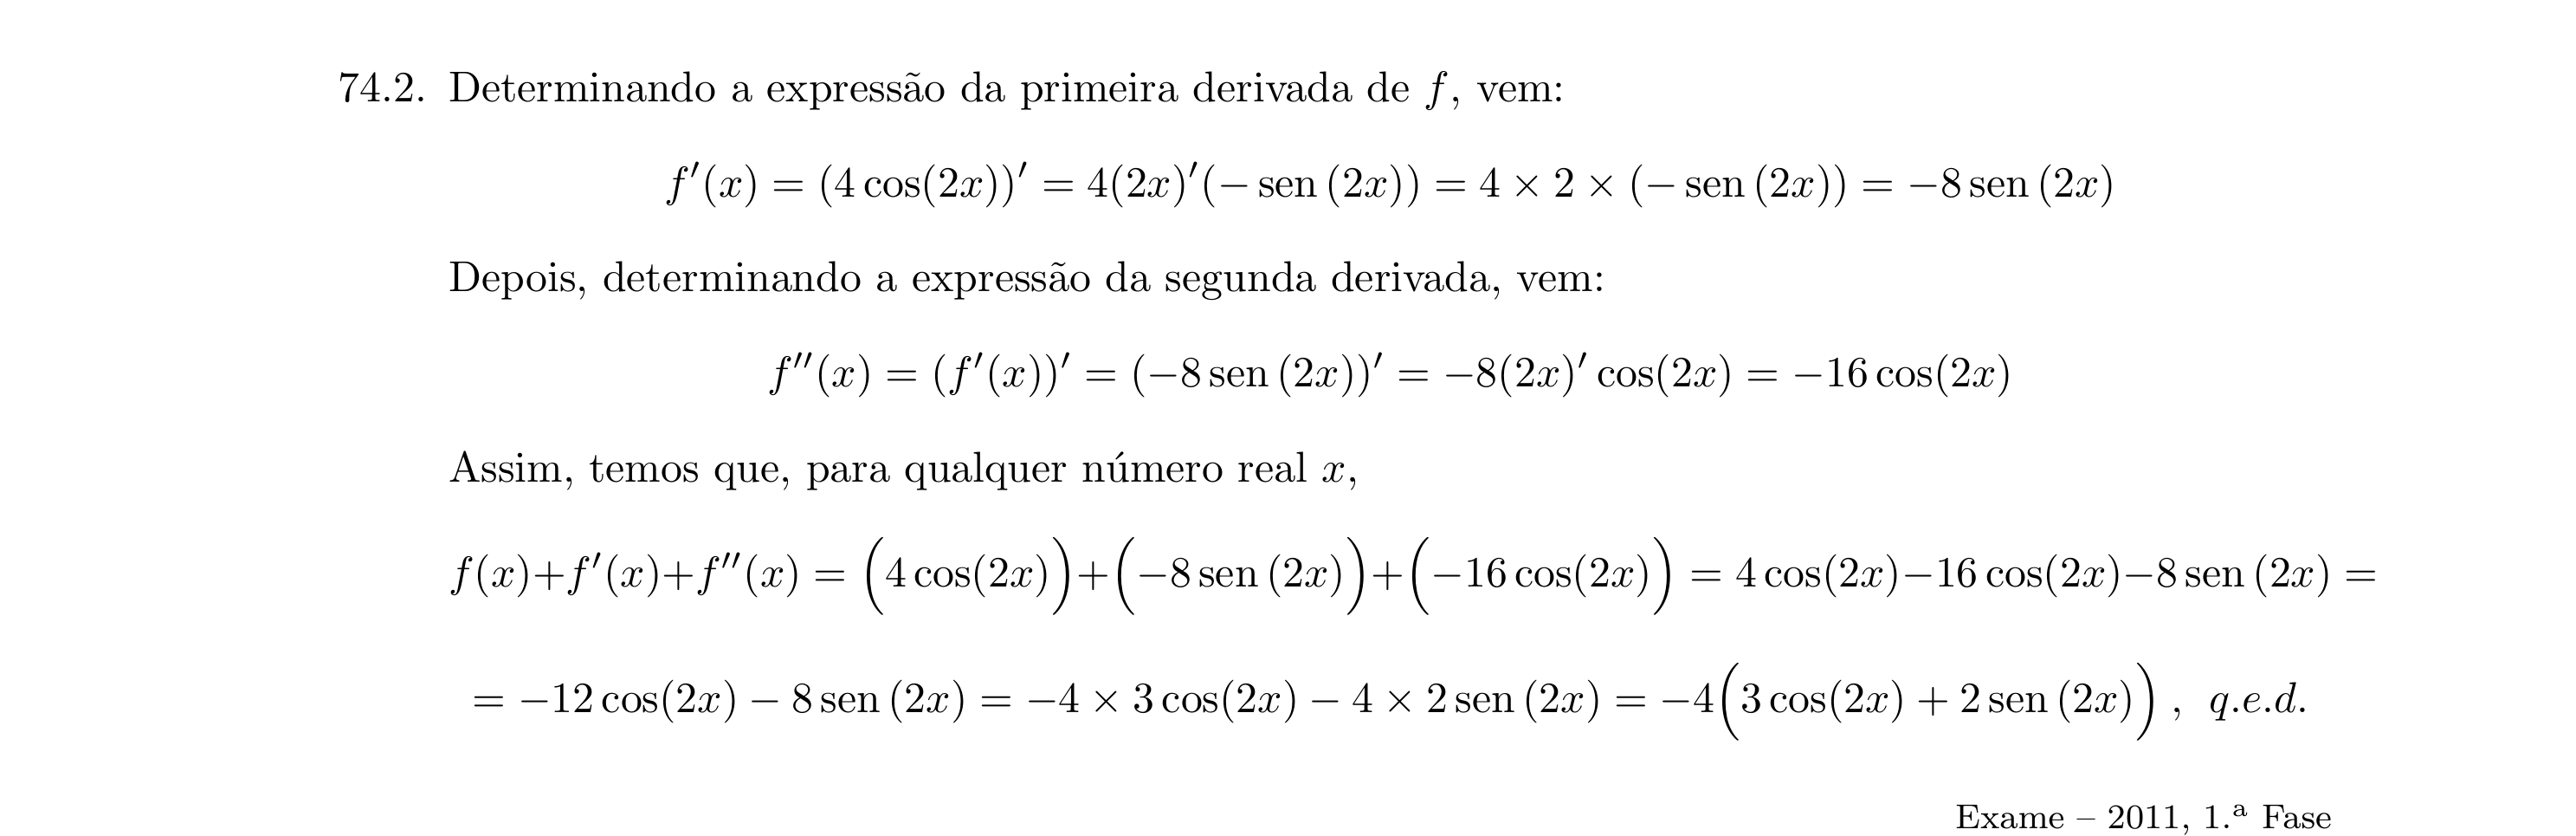 74.2. Determinando a expressão da primeira derivada de f, vem:
f′(x) = (4 cos(2x))′ = 4(2x)′(− sen (2x)) = 4 × 2 × (− sen (2x)) = −8 sen (2x)
Depois, determinando a expressão da segunda derivada, vem:
f′′(x) = (f′(x))′ = (−8 sen (2x))′ = −8(2x)′ cos(2x) = −16 cos(2x)
Assim, temos que, para qualquer número real x,
f(x)+f′(x)+f′′(x) = (4 cos(2x))+(−8 sen (2x))+(−16 cos(2x)) = 4 cos(2x)−16 cos(2x)−8 sen (2x) =
= −12 cos(2x) − 8 sen (2x) = −4 × 3 cos(2x) − 4 × 2 sen (2x) = −4(3 cos(2x) + 2 sen (2x)) , q.e.d.
Exame – 2011, 1.ª Fase